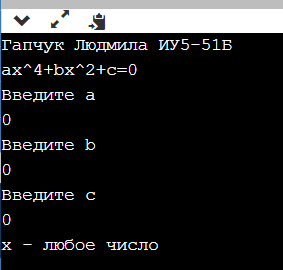 Гапчук Людмила ИУ5-51Б
ax^4+bx^2+c=0
Введите a
0
Введите b
0
Введите c
0
x - любое число